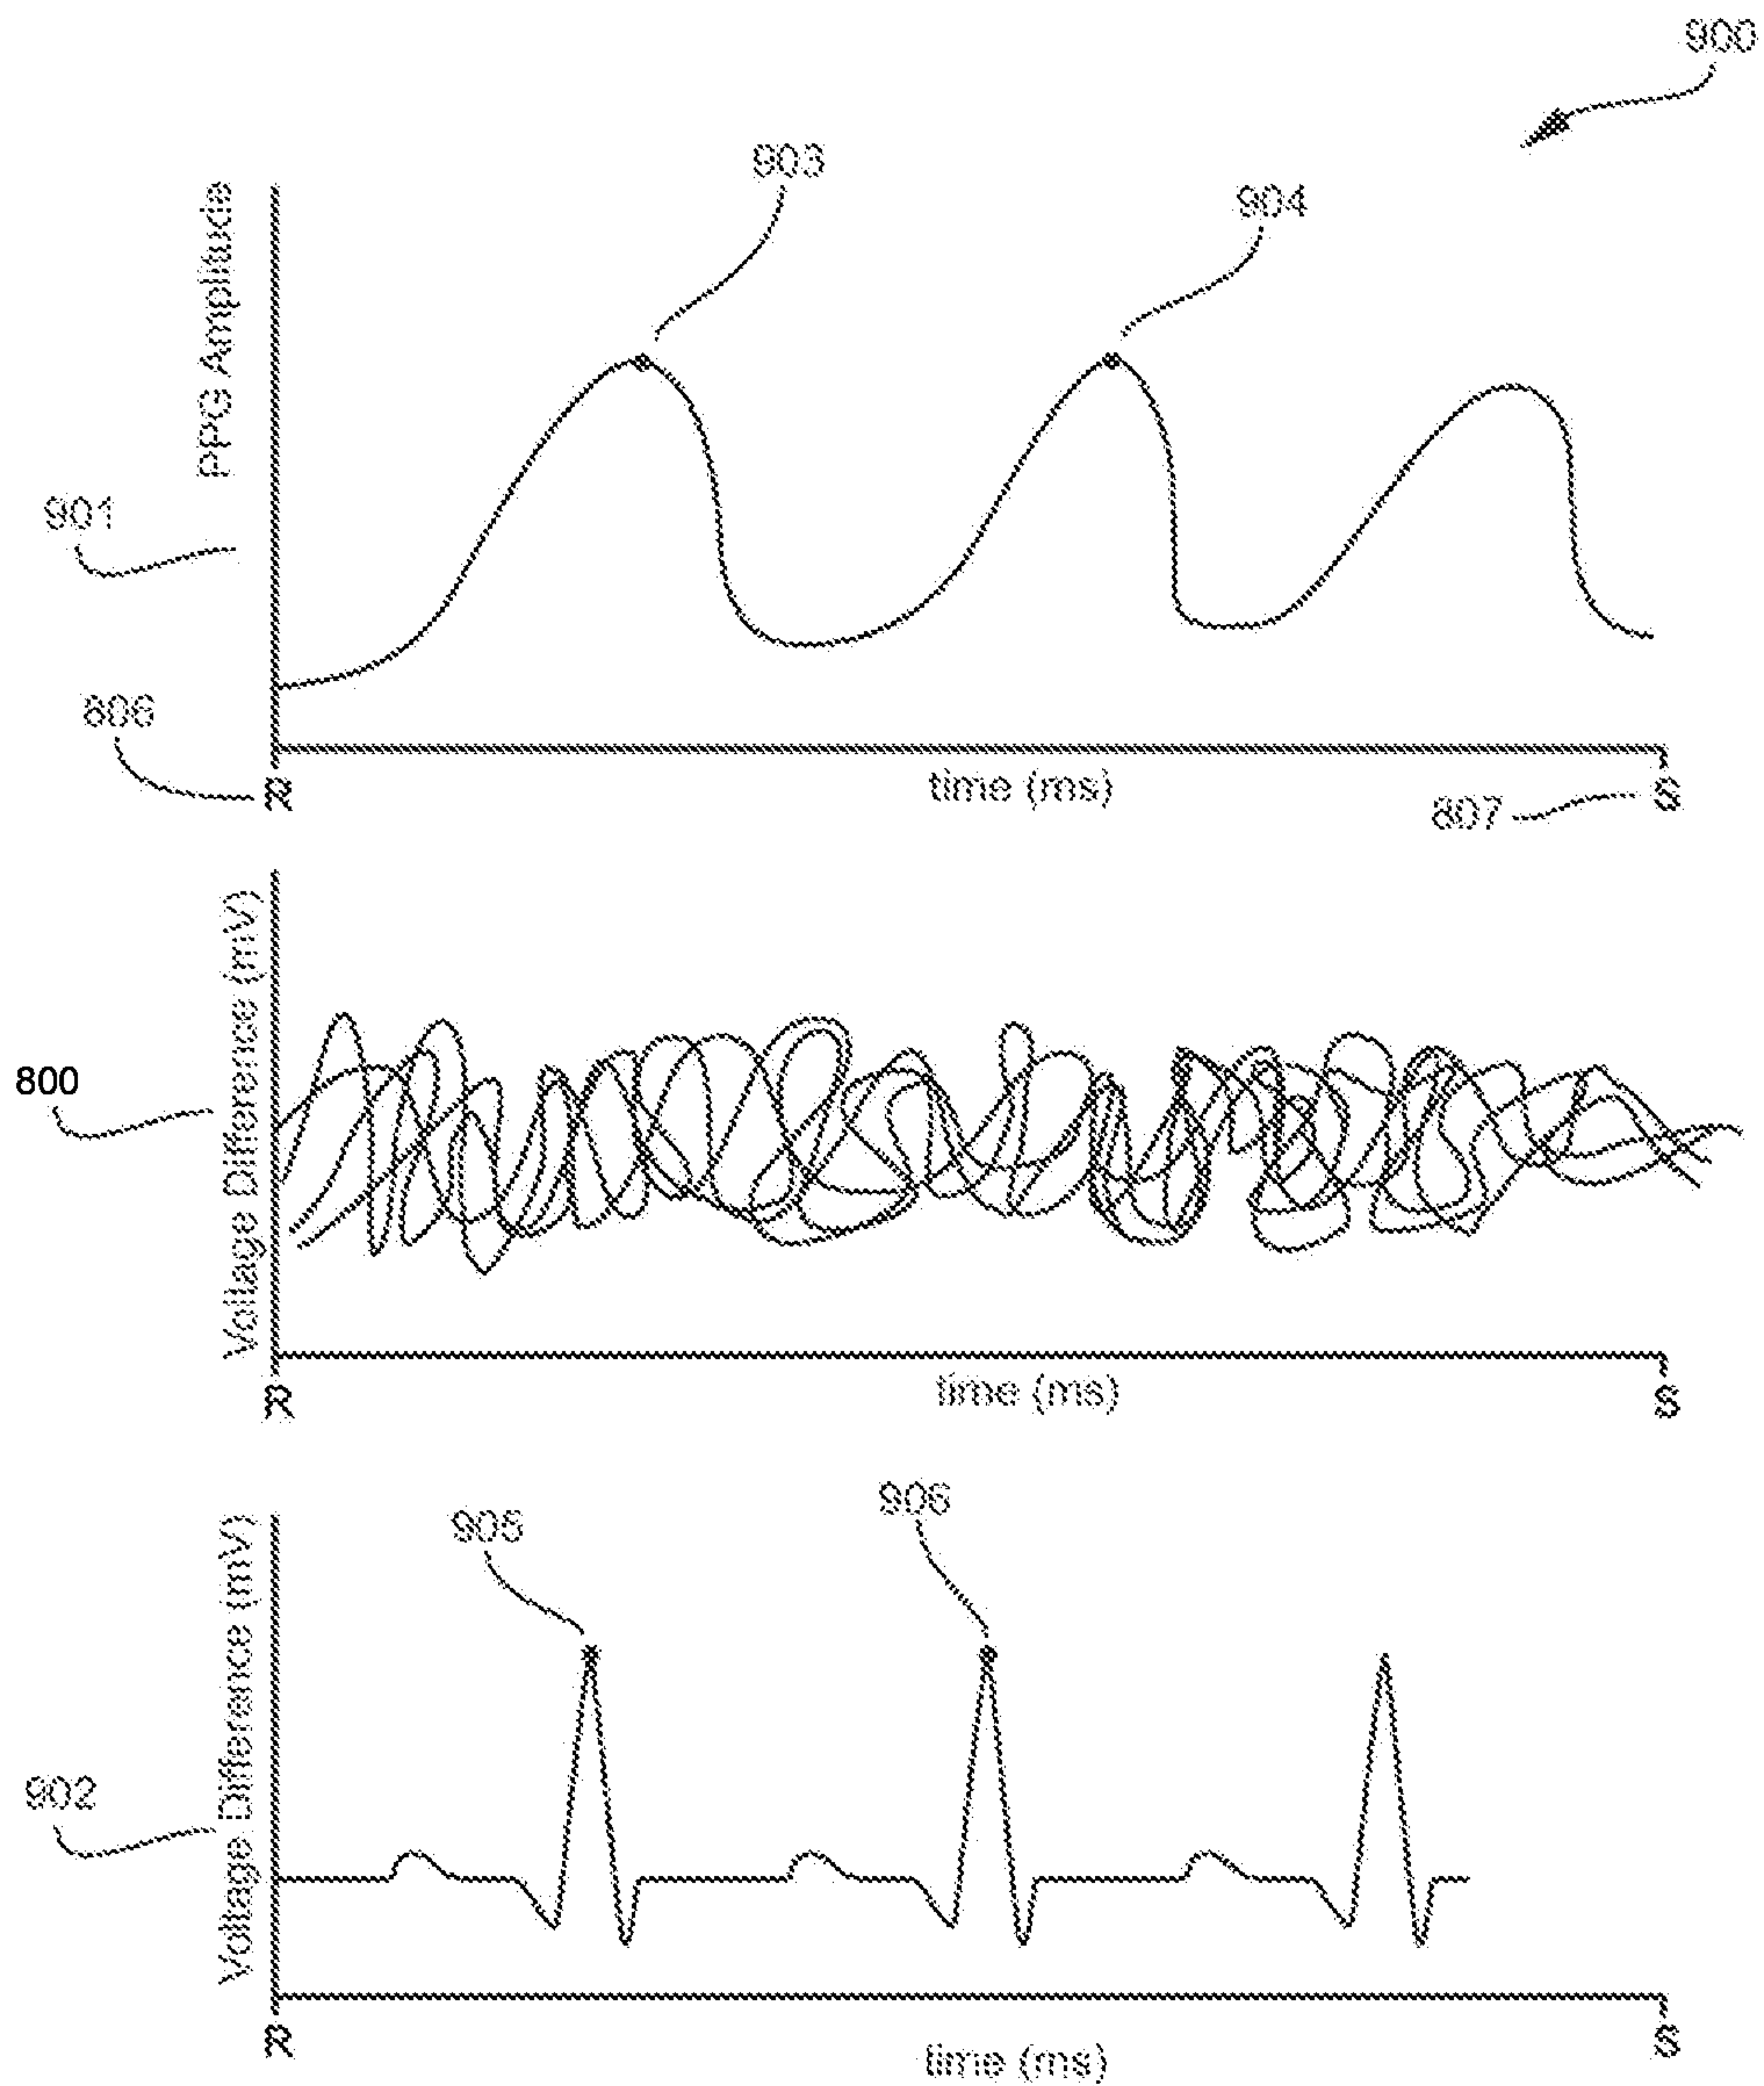 900
903
904
PPG Amplitude
901
806
R
time (ms)
S
807
Voltage Difference (mV)
800
R
time (ms)
S
905
906
Voltage Difference (mV)
902
R
time (ms)
S